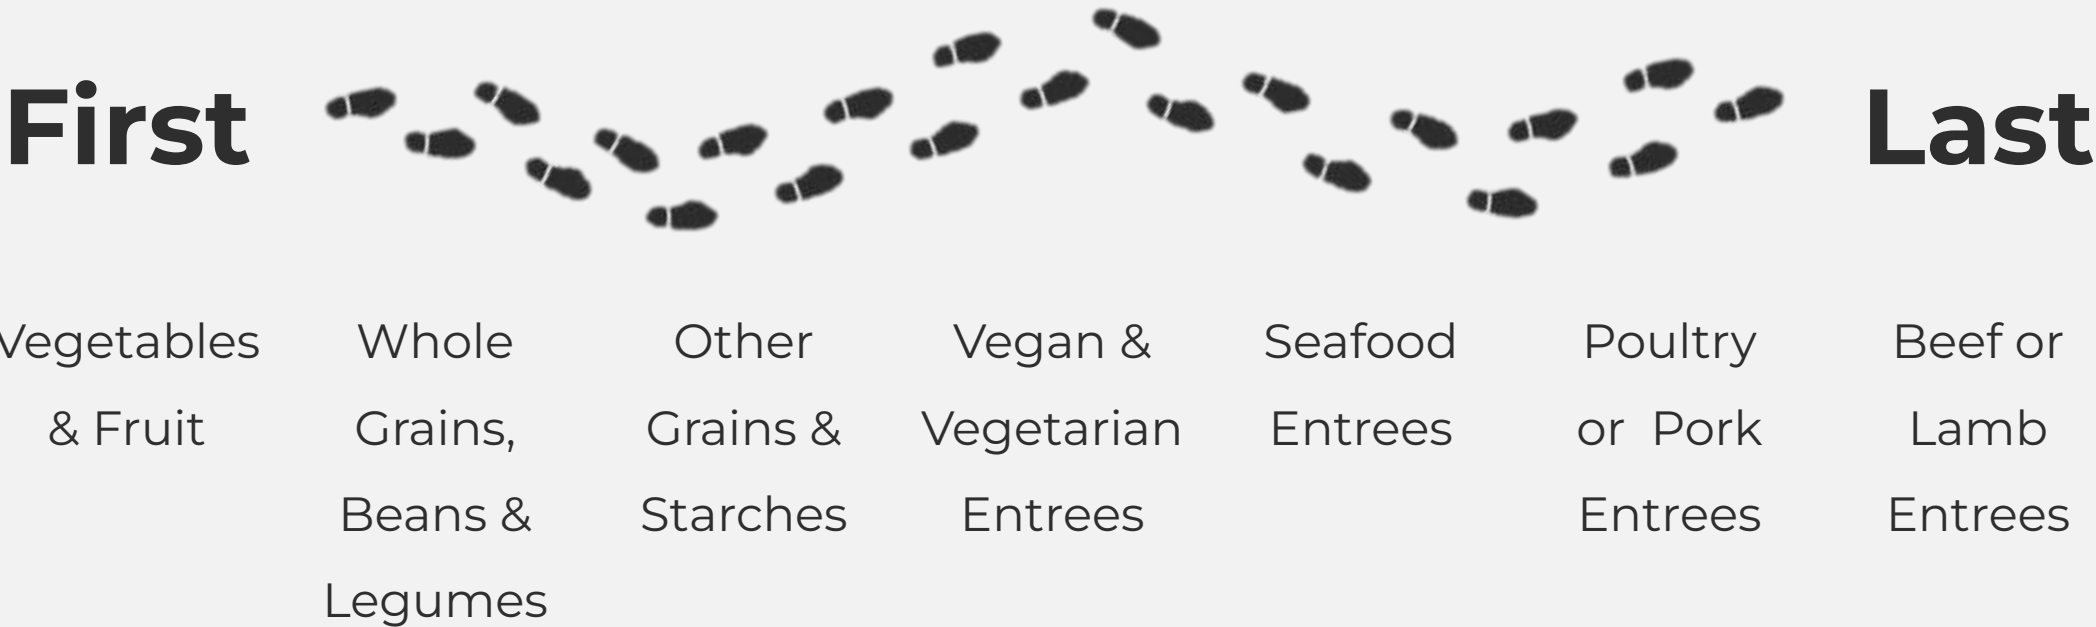 First
Last
Vegetables
& Fruit
Whole
Grains,
Beans &
Legumes
Other
Grains &
Starches
Vegan &
Vegetarian
Entrees
Seafood
Entrees
Poultry
or Pork
Entrees
Beef or
Lamb
Entrees